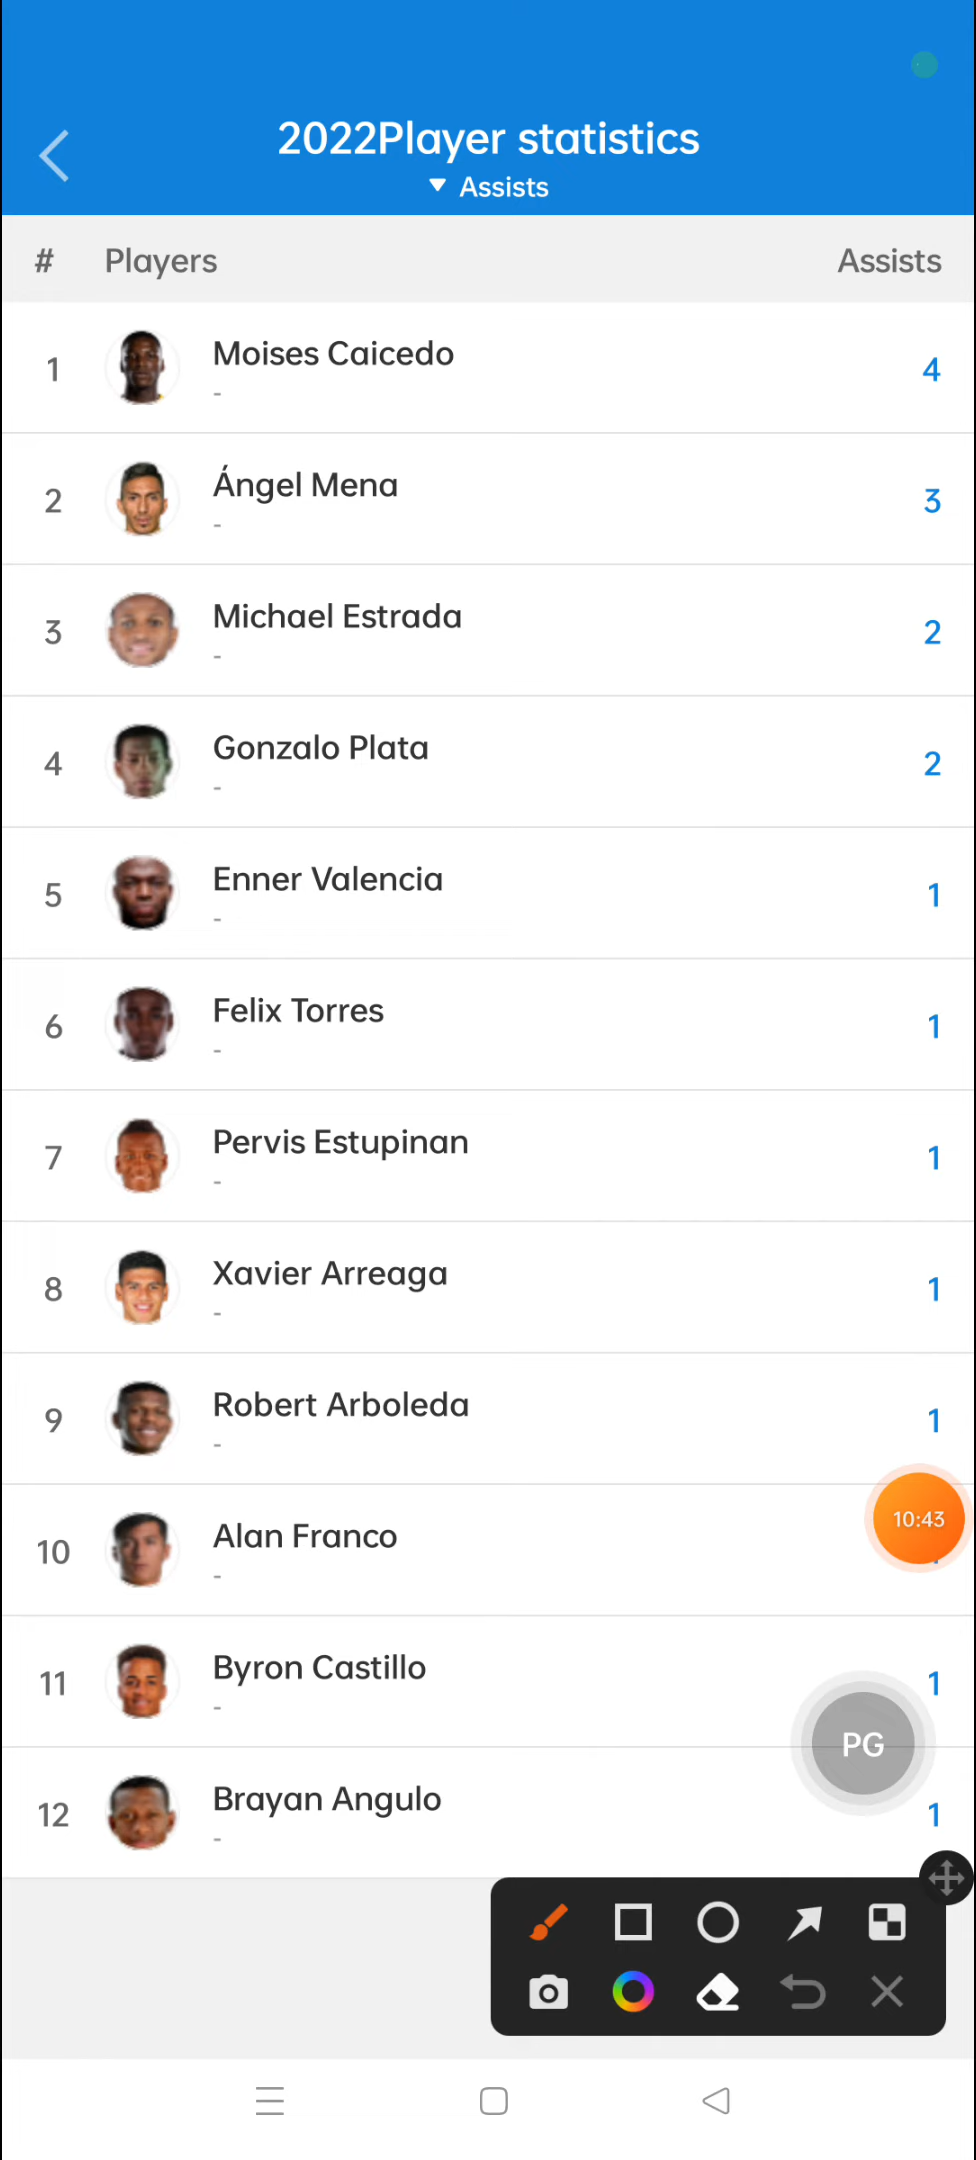 2022Player statistics
▼ Assists
# Players Assists
1 Moises Caicedo 4
-
2 Ángel Mena 3
-
3 Michael Estrada 2
-
4 Gonzalo Plata 2
-
5 Enner Valencia 1
-
6 Felix Torres 1
-
7 Pervis Estupinan 1
-
8 Xavier Arreaga 1
-
9 Robert Arboleda 1
-
10:43
10 Alan Franco
-
11 Byron Castillo 1
-
PG
12 Brayan Angulo 1
-